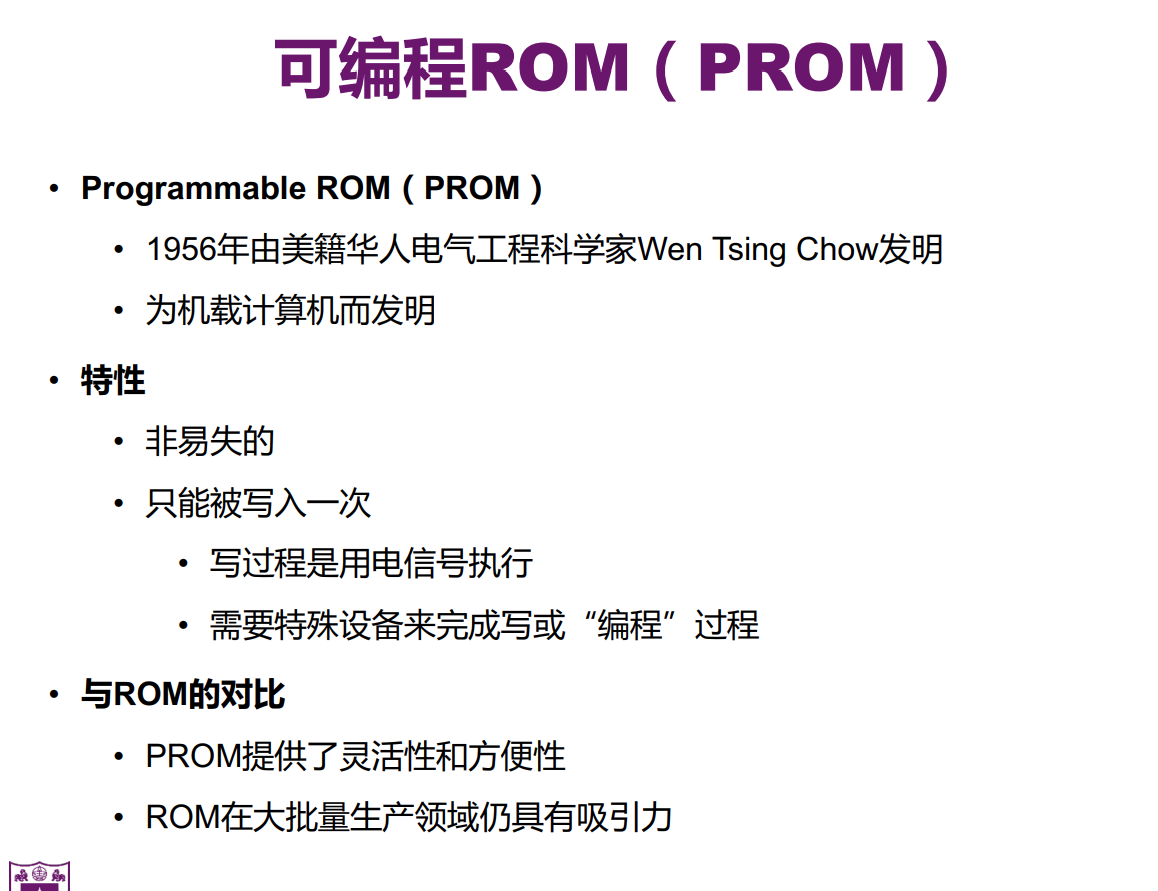 可编程ROM（PROM）
• Programmable ROM（PROM）
• 1956年由美籍华人电气工程科学家Wen Tsing Chow发明
• 为机载计算机而发明
• 特性
• 非易失的
• 只能被写入一次
• 写过程是用电信号执行
• 需要特殊设备来完成写或“编程”过程
• 与ROM的对比
• PROM提供了灵活性和方便性
• ROM在大批量生产领域仍具有吸引力